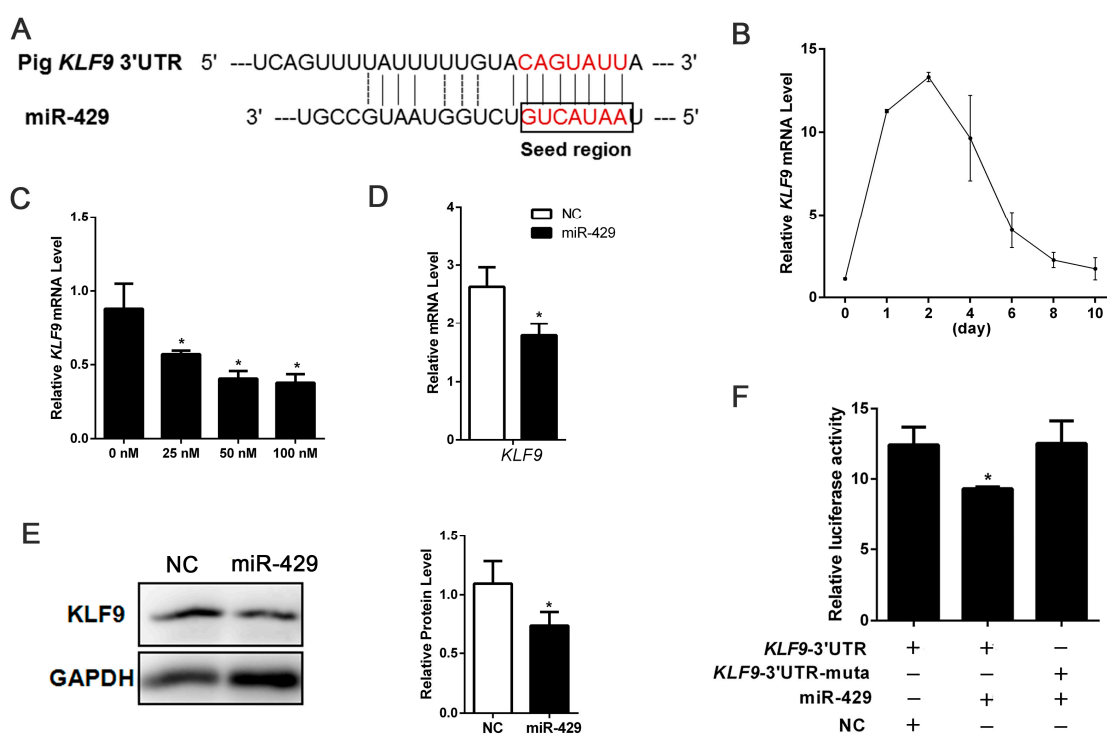 A
Pig KLF9 3'UTR 5' ---UCAGUUUUAUUUUUGUACAGUAUUA --- 3'
miR-429 3' ---UGCCGUAAUGGUCUGUCAUAAU --- 5'
Seed region
B
Relative KLF9 mRNA Level
15
10
5
0
0 1 2 4 6 8 10
(day)
C
Relative KLF9 mRNA Level
1.5
1.0
0.5
0.0
0 nM 25 nM 50 nM 100 nM
* * *
D
Relative mRNA Level
4
3
2
1
0
NC
miR-429
*
KLF9
E
NC miR-429
KLF9
GAPDH
Relative Protein Level
1.5
1.0
0.5
0.0
*
NC miR-429
F
Relative luciferase activity
15
10
5
0
*
KLF9-3'UTR + + −
KLF9-3'UTR-muta − − +
miR-429 − + +
NC + − −